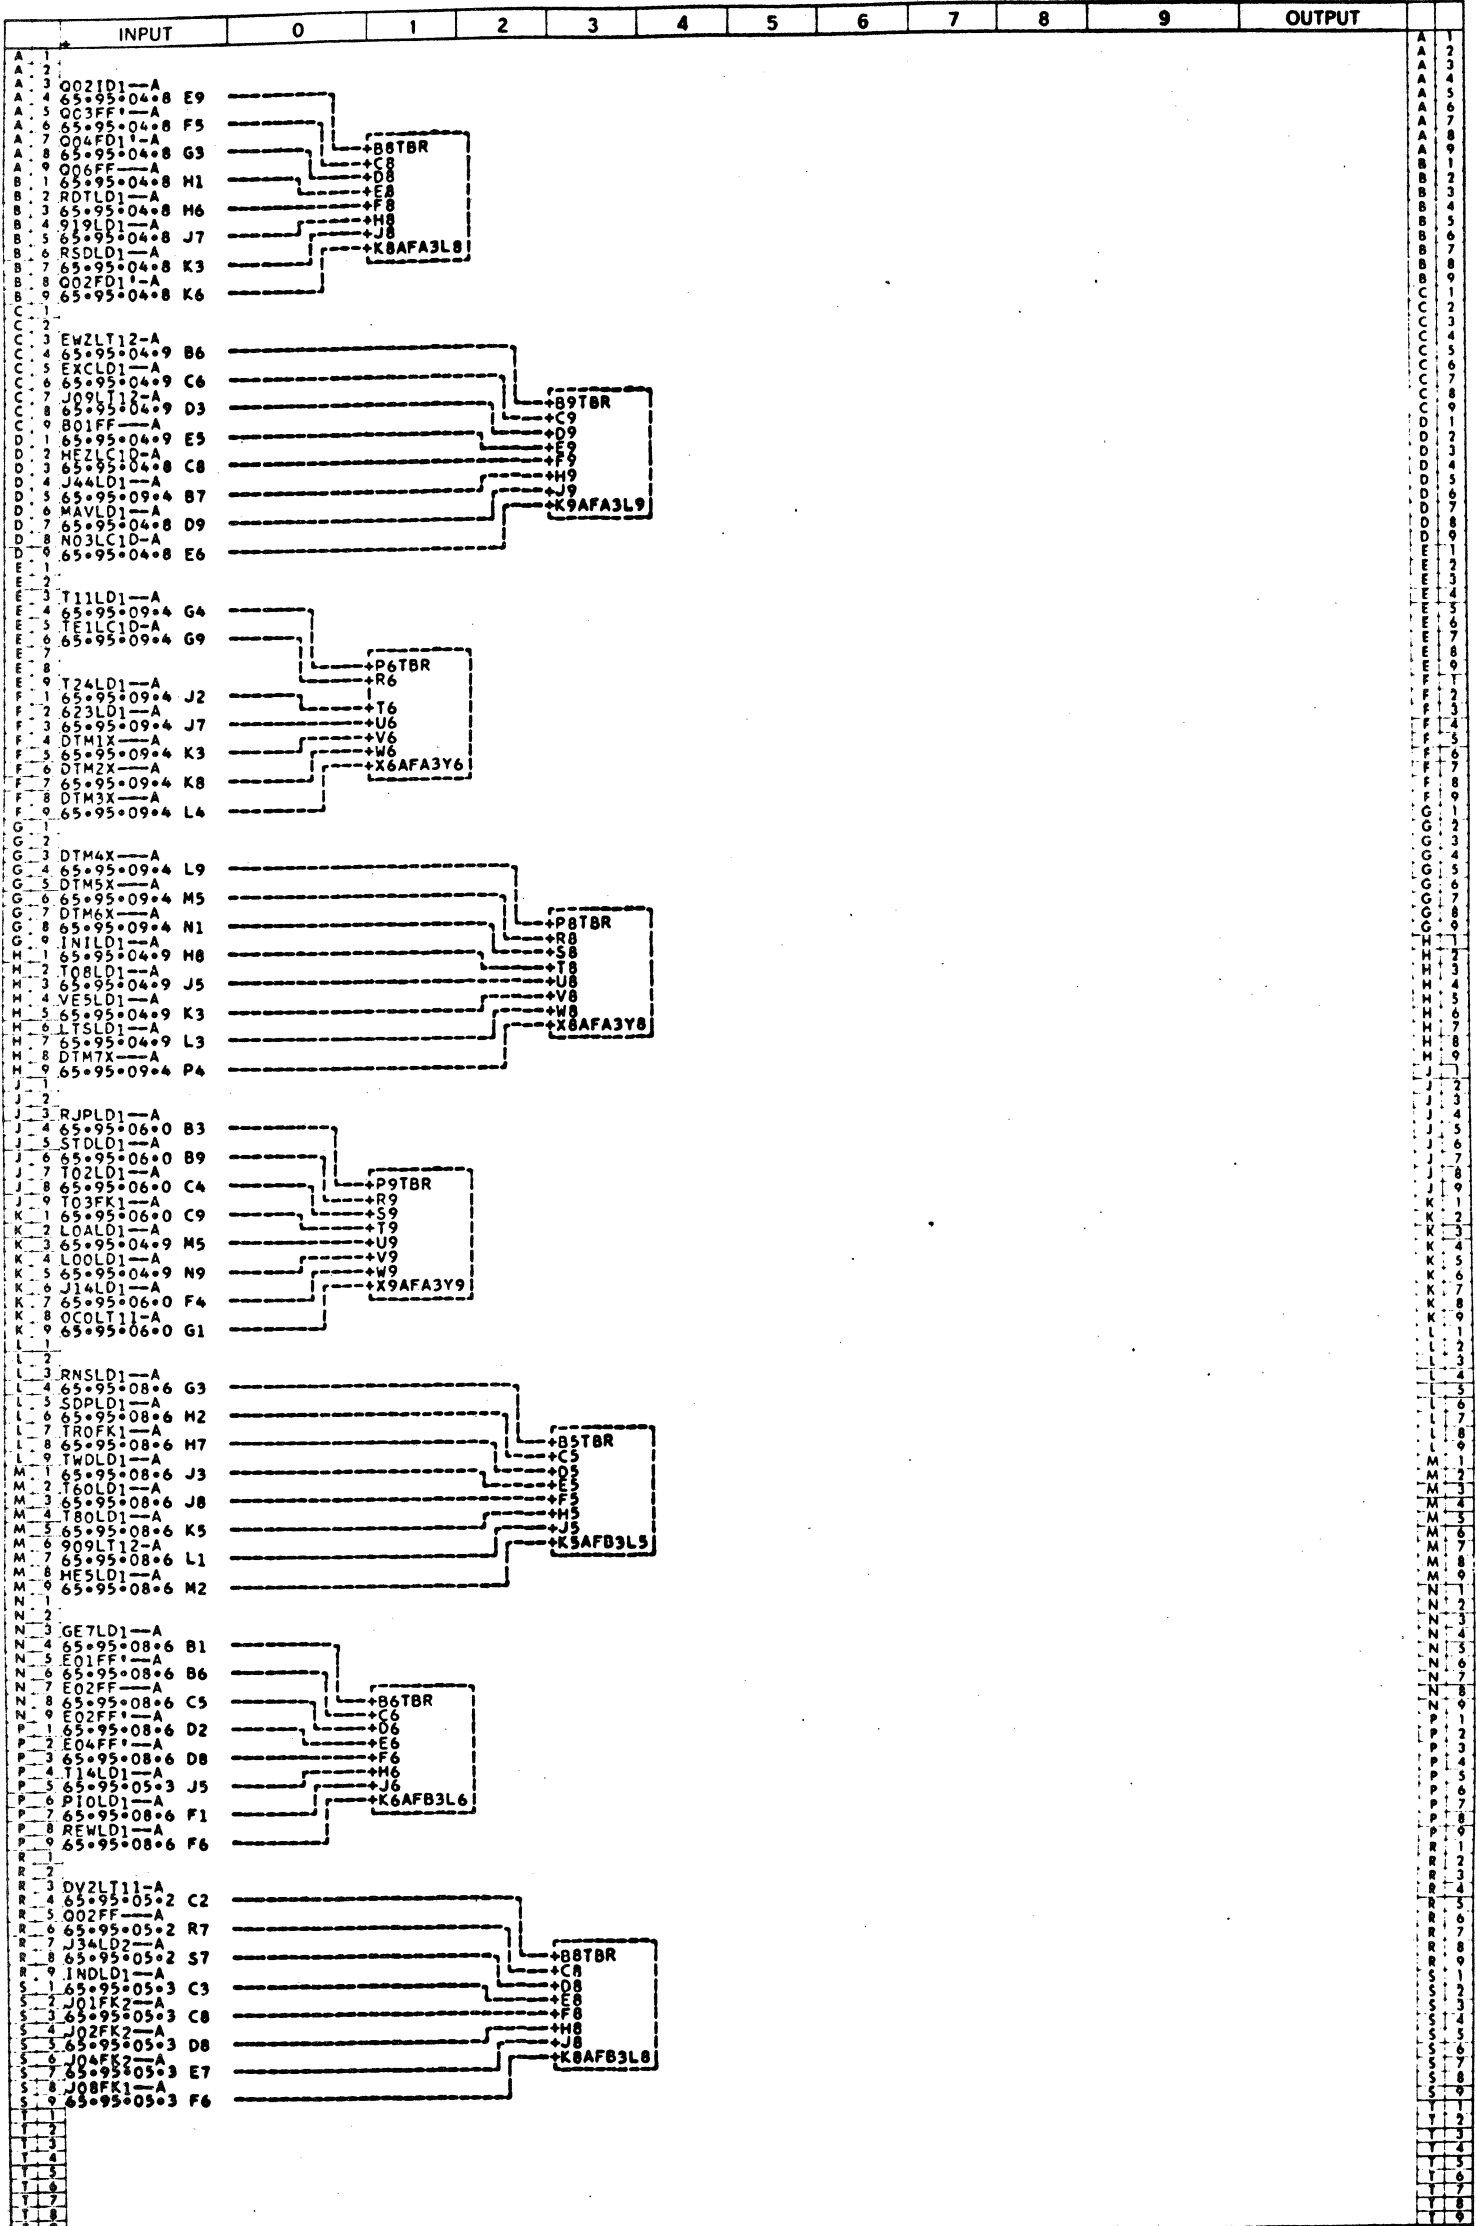 INPUT 0 1 2 3 4 5 6 7 8 9 OUTPUT
Q02ID1—A
65•95•04•8 E9
QC3FF'—A
65•95•04•8 F5
Q04FD1'-A
65•95•04•8 G3
Q06FF——A
65•95•04•8 H1
RDTLD1—A
65•95•04•8 H6
919LD1—A
65•95•04•8 J7
RSDLD1—A
65•95•04•8 K3
Q02FD1'-A
65•95•04•8 K6
+B8TBR
+C8
+D8
+E8
+F8
+H8
+J8
+K8AFA3L8
EWZLT12-A
65•95•04•9 B6
EXCLD1—A
65•95•04•9 C6
J09LT12-A
65•95•04•9 D3
B01FF——A
65•95•04•9 E5
HEZLC1D-A
65•95•04•8 C8
J44LD1—A
65•95•09•4 B7
MAVLD1—A
65•95•04•8 D9
N03LC1D-A
65•95•04•8 E6
+B9TBR
+C9
+D9
+E9
+F9
+H9
+J9
+K9AFA3L9
T11LD1—A
65•95•09•4 G4
TE1LC1D-A
65•95•09•4 G9
T24LD1—A
65•95•09•4 J2
623LD1—A
65•95•09•4 J7
DTM1X——A
65•95•09•4 K3
DTM2X——A
65•95•09•4 K8
DTM3X——A
65•95•09•4 L4
+P6TBR
+R6
+T6
+U6
+V6
+W6
+X6AFA3Y6
DTM4X——A
65•95•09•4 L9
DTM5X——A
65•95•09•4 M5
DTM6X——A
65•95•09•4 N1
INILD1—A
65•95•04•9 H8
T08LD1—A
65•95•04•9 J5
VE5LD1—A
65•95•04•9 K3
LTSLD1—A
65•95•04•9 L3
DTM7X——A
65•95•09•4 P4
+P8TBR
+R8
+S8
+T8
+U8
+V8
+W8
+X8AFA3Y8
RJPLD1—A
65•95•06•0 B3
STDLD1—A
65•95•06•0 B9
T02LD1—A
65•95•06•0 C4
T03FK1—A
65•95•06•0 C9
LOALD1—A
65•95•04•9 M5
LOOLD1—A
65•95•04•9 N9
J14LD1—A
65•95•06•0 F4
OCOLT11-A
65•95•06•0 G1
+P9TBR
+R9
+S9
+T9
+U9
+V9
+W9
+X9AFA3Y9
RNSLD1—A
65•95•08•6 G3
SDPLD1—A
65•95•08•6 H2
TROFK1—A
65•95•08•6 H7
TWDLD1—A
65•95•08•6 J3
T60LD1—A
65•95•08•6 J8
T80LD1—A
65•95•08•6 K5
909LT12-A
65•95•08•6 L1
HE5LD1—A
65•95•08•6 M2
+B5TBR
+C5
+D5
+E5
+F5
+H5
+J5
+K5AFB3L5
GE7LD1—A
65•95•08•6 B1
E01FF'—A
65•95•08•6 B6
E02FF——A
65•95•08•6 C5
E02FF'—A
65•95•08•6 D2
E04FF'—A
65•95•08•6 D8
T14LD1—A
65•95•05•3 J5
PIOLD1—A
65•95•08•6 F1
REWLD1—A
65•95•08•6 F6
+B6TBR
+C6
+D6
+E6
+F6
+H6
+J6
+K6AFB3L6
DV2LT11-A
65•95•05•2 C2
Q02FF——A
65•95•05•2 R7
J34LD2—A
65•95•05•2 S7
INDLD1—A
65•95•05•3 C3
J01FK2—A
65•95•05•3 C8
J02FK2—A
65•95•05•3 D8
J04FK2—A
65•95•05•3 E7
J08FK1—A
65•95•05•3 F6
+B8TBR
+C8
+D8
+E8
+F8
+H8
+J8
+K8AFB3L8